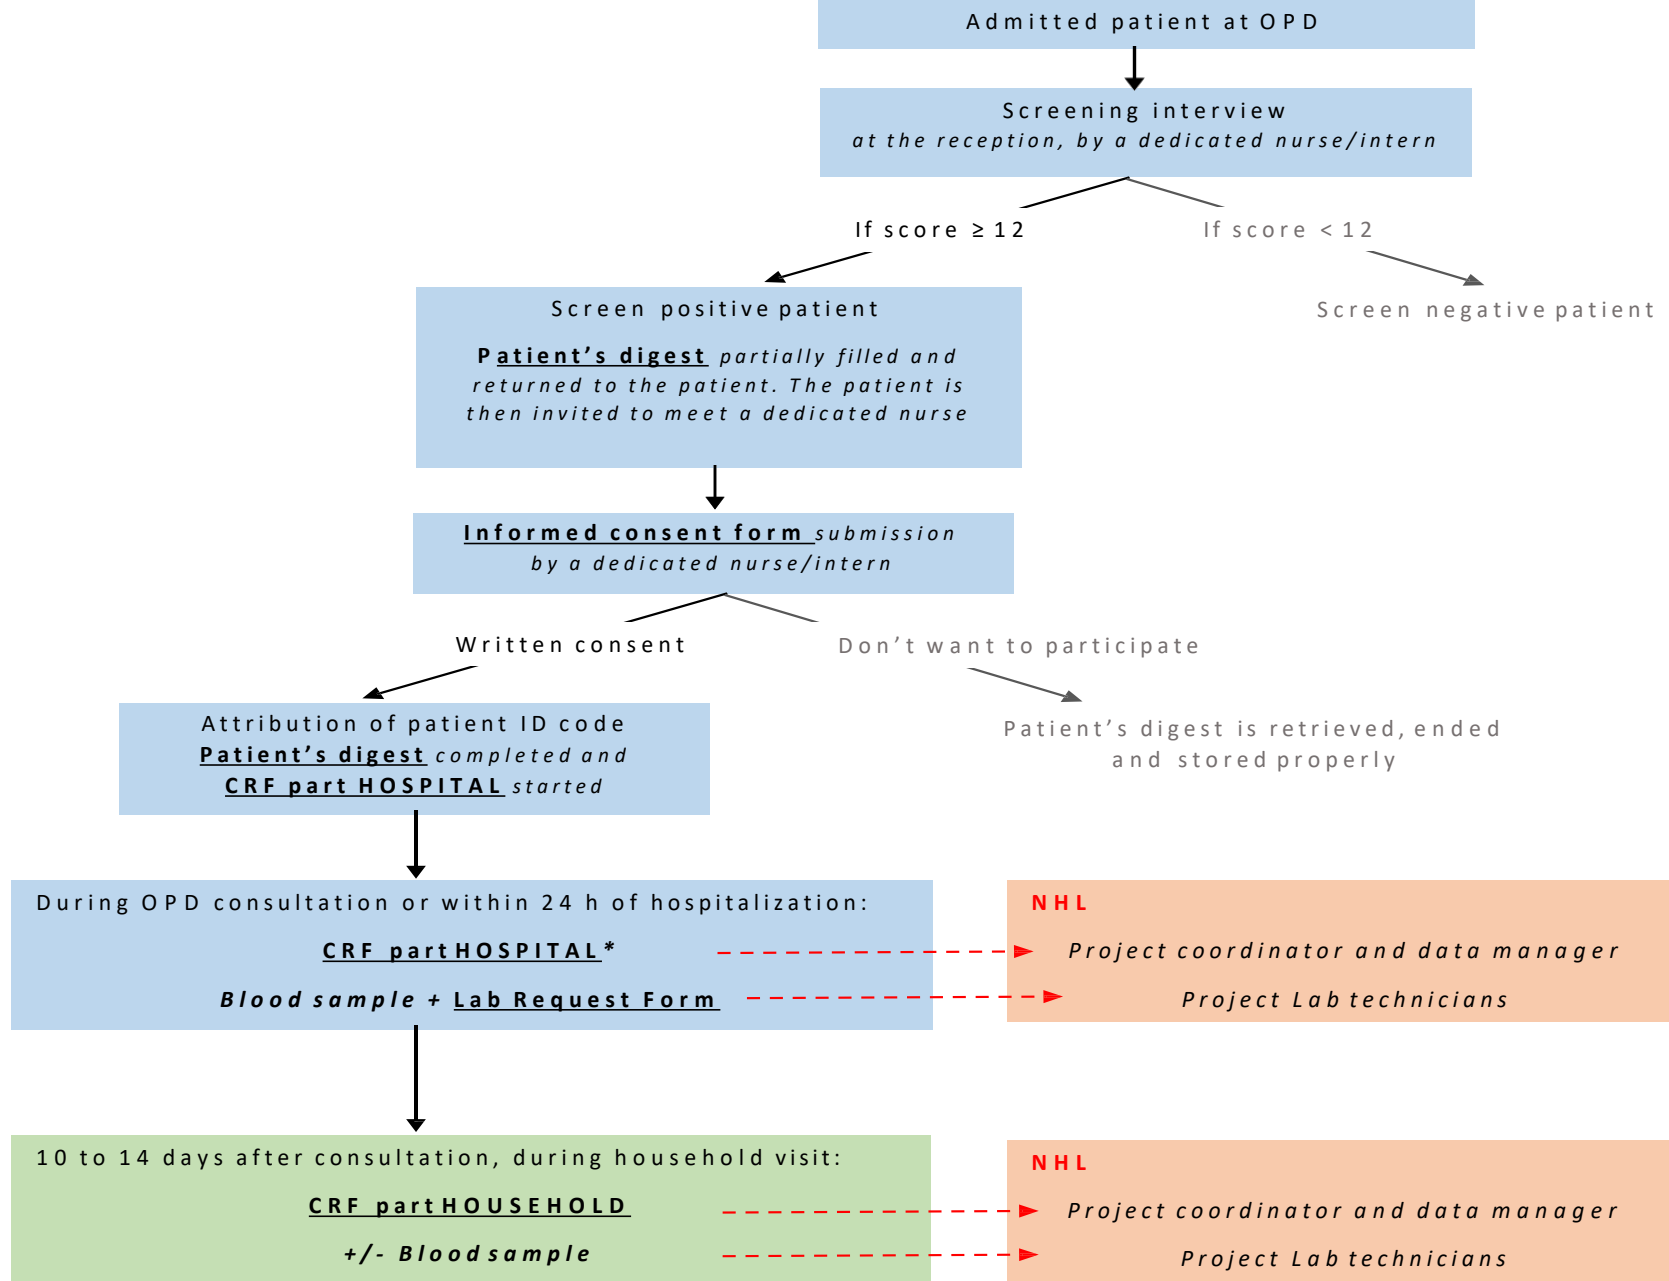 Admitted patient at OPD
Screening interview
at the reception, by a dedicated nurse/intern
If score ≥ 12
If score < 12
Screen positive patient
Patient's digest partially filled and
returned to the patient. The patient is
then invited to meet a dedicated nurse
Screen negative patient
Informed consent form submission
by a dedicated nurse/intern
Written consent
Don't want to participate
Attribution of patient ID code
Patient's digest completed and
CRF part HOSPITAL started
Patient's digest is retrieved, ended
and stored properly
During OPD consultation or within 24 h of hospitalization:
CRF part HOSPITAL*
Blood sample + Lab Request Form
NHL
Project coordinator and data manager
Project Lab technicians
10 to 14 days after consultation, during household visit:
CRF part HOUSEHOLD
+/- Blood sample
NHL
Project coordinator and data manager
Project Lab technicians